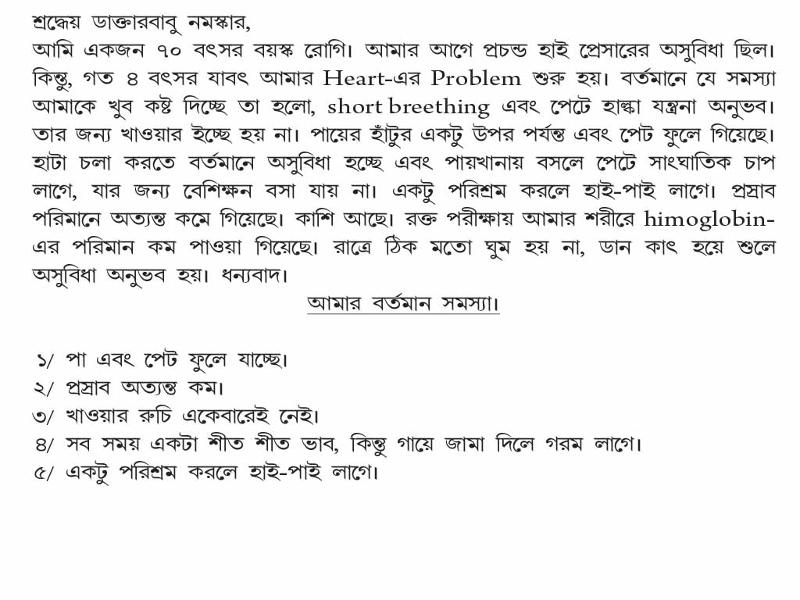 শ্রদ্ধেয় ডাক্তারবাবু নমস্কার,
আমি একজন ৭০ বৎসর বয়স্ক রোগি। আমার আগে প্রচন্ড হাই প্রেসারের অসুবিধা ছিল।
কিন্তু, গত ৪ বৎসর যাবৎ আমার Heart-এর Problem শুরু হয়। বর্তমানে যে সমস্যা
আমাকে খুব কষ্ট দিচ্ছে তা হলো, short breething এবং পেটে হাল্কা যন্ত্রনা অনুভব।
তার জন্য খাওয়ার ইচ্ছে হয় না। পায়ের হাঁটুর একটু উপর পর্যন্ত এবং পেট ফুলে গিয়েছে।
হাটা চলা করতে বর্তমানে অসুবিধা হচ্ছে এবং পায়খানায় বসলে পেটে সাংঘাতিক চাপ
লাগে, যার জন্য বেশিক্ষন বসা যায় না। একটু পরিশ্রম করলে হাই-পাই লাগে। প্রস্রাব
পরিমানে অত্যন্ত কমে গিয়েছে। কাশি আছে। রক্ত পরীক্ষায় আমার শরীরে himoglobin-
এর পরিমান কম পাওয়া গিয়েছে। রাত্রে ঠিক মতো ঘুম হয় না, ডান কাৎ হয়ে শুলে
অসুবিধা অনুভব হয়। ধন্যবাদ।
আমার বর্তমান সমস্যা।
১/ পা এবং পেট ফুলে যাচ্ছে।
২/ প্রস্রাব অত্যন্ত কম।
৩/ খাওয়ার রুচি একেবারেই নেই।
৪/ সব সময় একটা শীত শীত ভাব, কিন্তু গায়ে জামা দিলে গরম লাগে।
৫/ একটু পরিশ্রম করলে হাই-পাই লাগে।